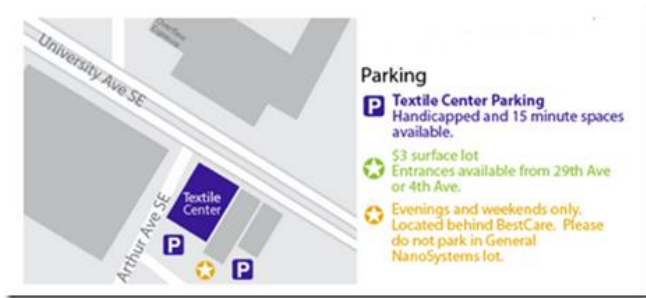 University Ave SE
Arthur Ave SE
Textile
Center
P
P
Parking
P
Textile Center Parking
Handicapped and 15 minute spaces
available.
$3 surface lot
Entrances available from 29th Ave
or 4th Ave.
Evenings and weekends only.
Located behind BestCare. Please
do not park in General
NanoSystems lot.